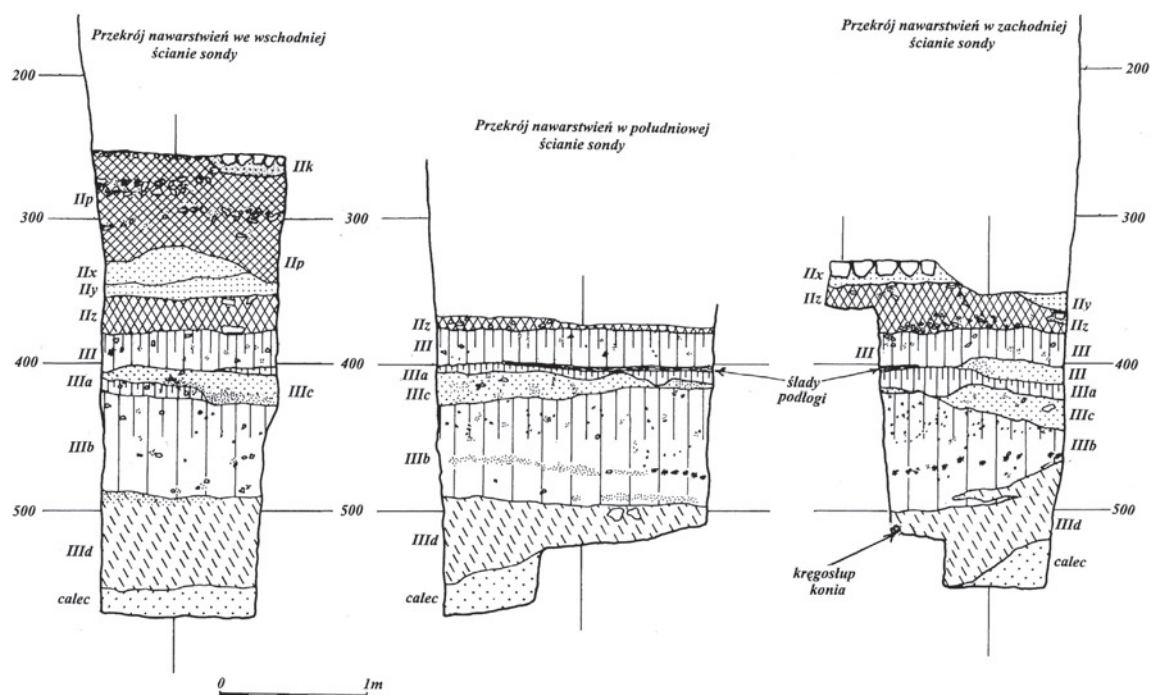 Przekrój nawarstwień we wschodniej
ścianie sondy
200
300
400
500
IIk
IIp
IIp
IIx
IIy
IIz
III
IIIa
IIIc
IIIb
IIId
calec
0
1m
Przekrój nawarstwień w południowej
ścianie sondy
300
400
500
IIz
III
IIIa
IIIc
IIIb
IIId
calec
ślady
podłogi
Przekrój nawarstwień w zachodniej
ścianie sondy
200
300
400
500
IIx
IIz
IIy
IIz
III
III
III
IIIa
IIIc
IIIb
IIId
calec
kręgosłup
konia